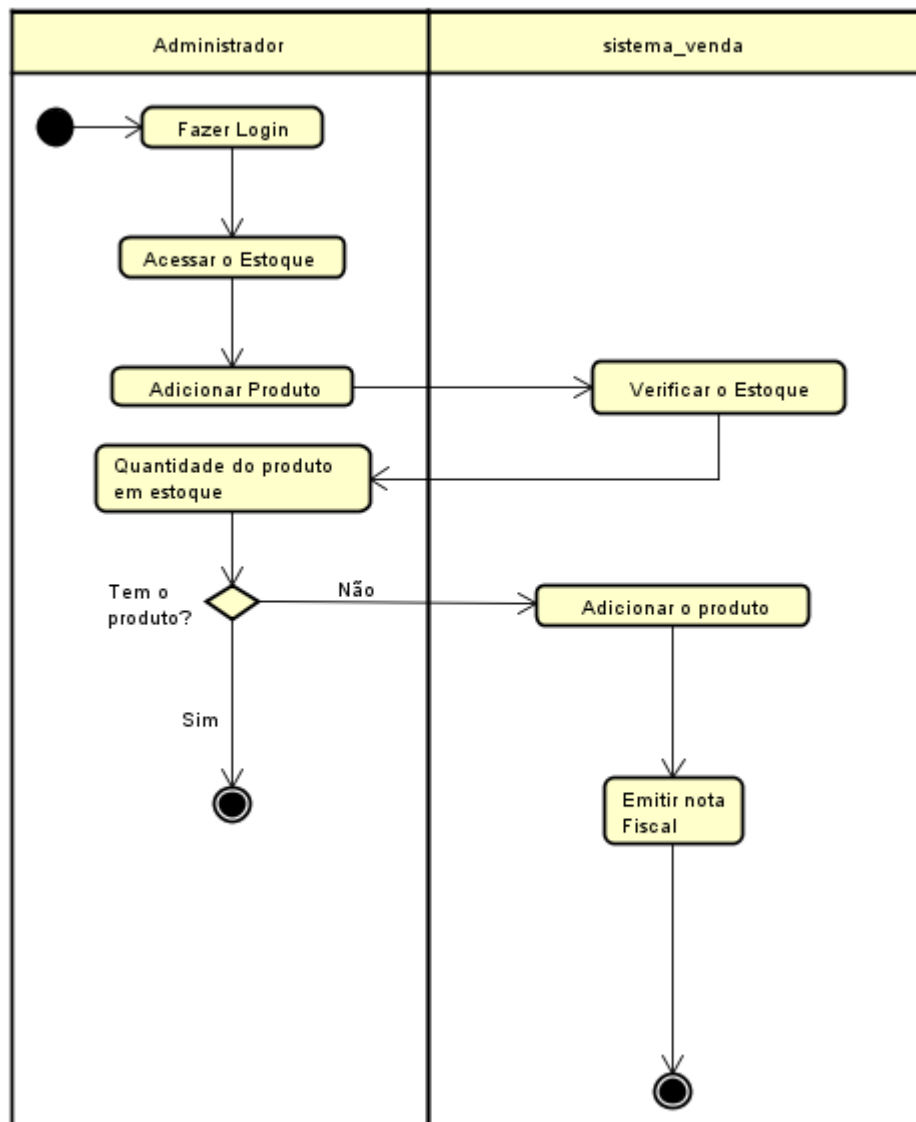 Administrador
sistema_venda
Fazer Login
Acessar o Estoque
Adicionar Produto
Verificar o Estoque
Quantidade do produto
em estoque
Tem o
produto?
Não
Adicionar o produto
Sim
Emitir nota
Fiscal